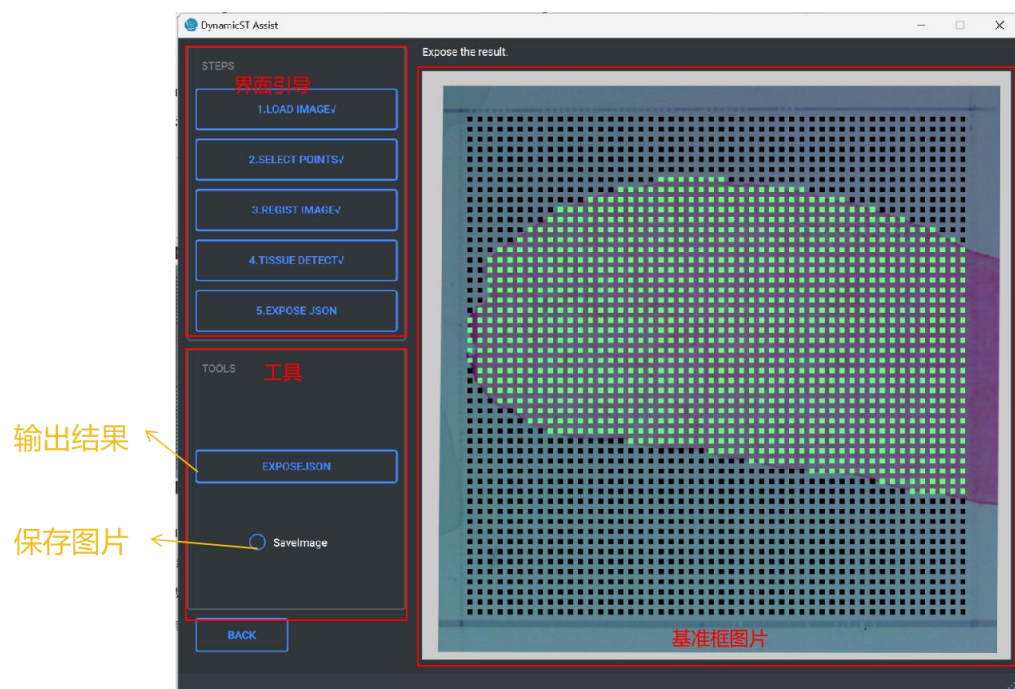 DynamicST Assist
Expose the result.
STEPS
界面引导
1.LOAD IMAGE√
2.SELECT POINTS√
3.REGIST IMAGE√
4.TISSUE DETECT√
5.EXPOSE JSON
TOOLS
工具
输出结果
EXPOSEJSON
保存图片
SaveImage
BACK
基准框图片